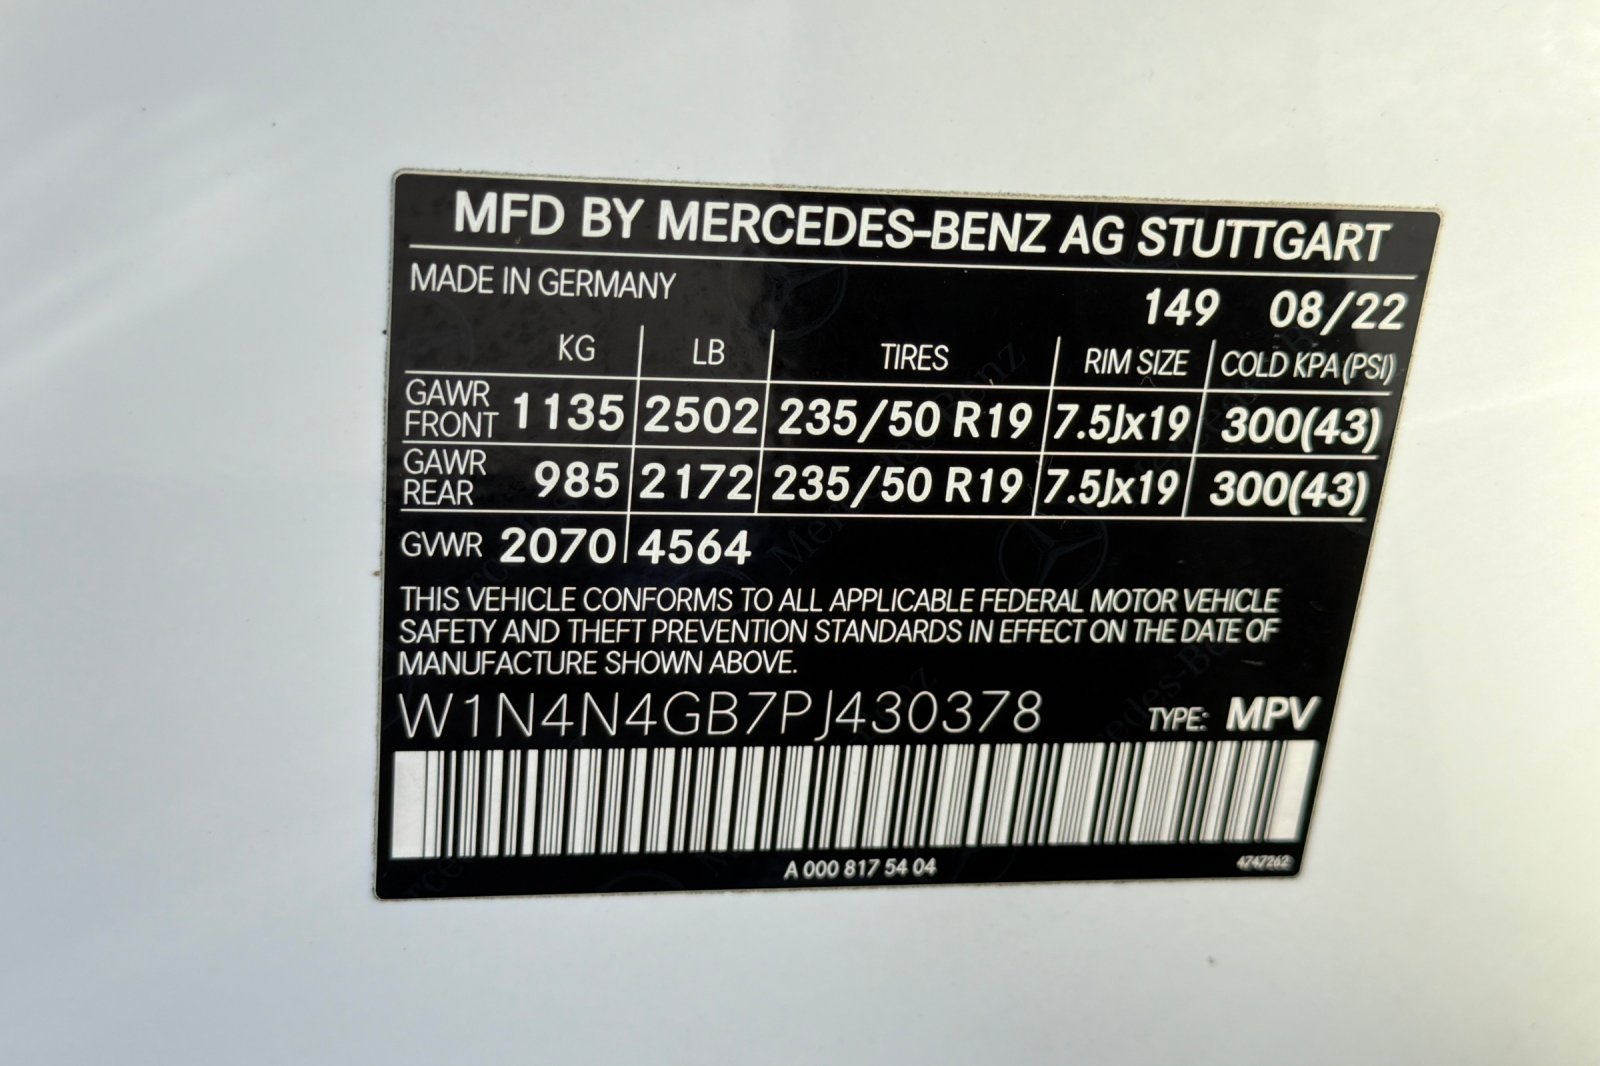 MFD BY MERCEDES-BENZ AG STUTTGART
MADE IN GERMANY
149 08/22
KG LB TIRES RIM SIZE COLD KPA (PSI)
GAWR FRONT 1135 2502 235/50 R19 7.5Jx19 300(43)
GAWR REAR 985 2172 235/50 R19 7.5Jx19 300(43)
GVWR 2070 4564
THIS VEHICLE CONFORMS TO ALL APPLICABLE FEDERAL MOTOR VEHICLE
SAFETY AND THEFT PREVENTION STANDARDS IN EFFECT ON THE DATE OF
MANUFACTURE SHOWN ABOVE.
W1N4N4GB7PJ430378 TYPE: MPV
A 000 817 54 04 4747262